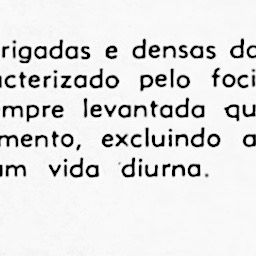 rigadas e densas da
acterizado pelo foci
mpre levantada qu
mento, excluindo a
am vida diurna.